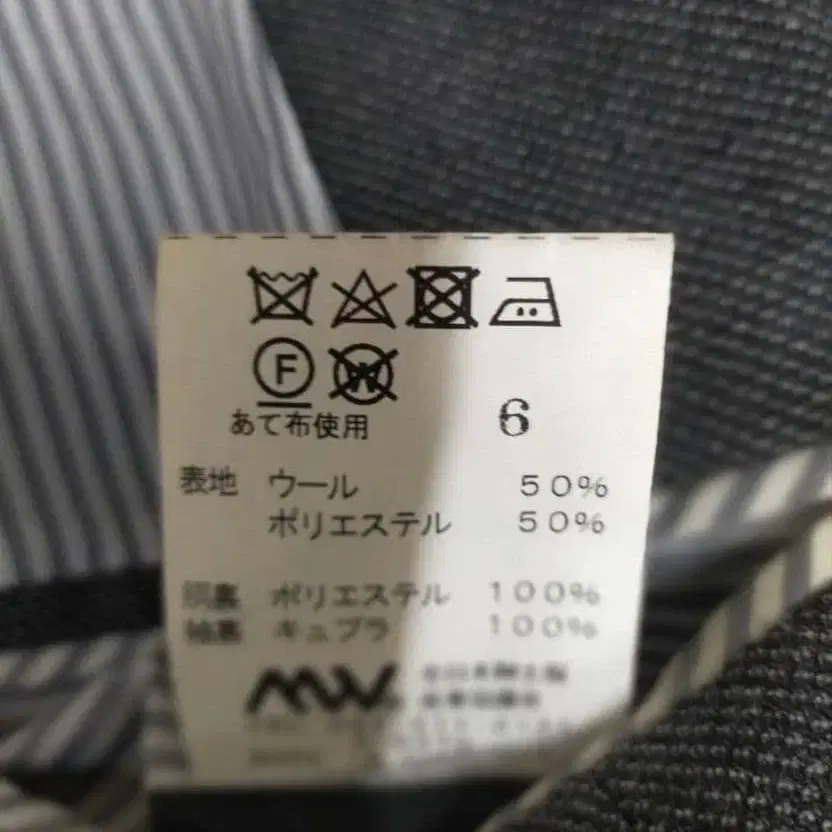 F W
あて布使用 6
表地 ウール 50%
ポリエステル 50%
胴裏 ポリエステル 100%
袖裏 キュプラ 100%